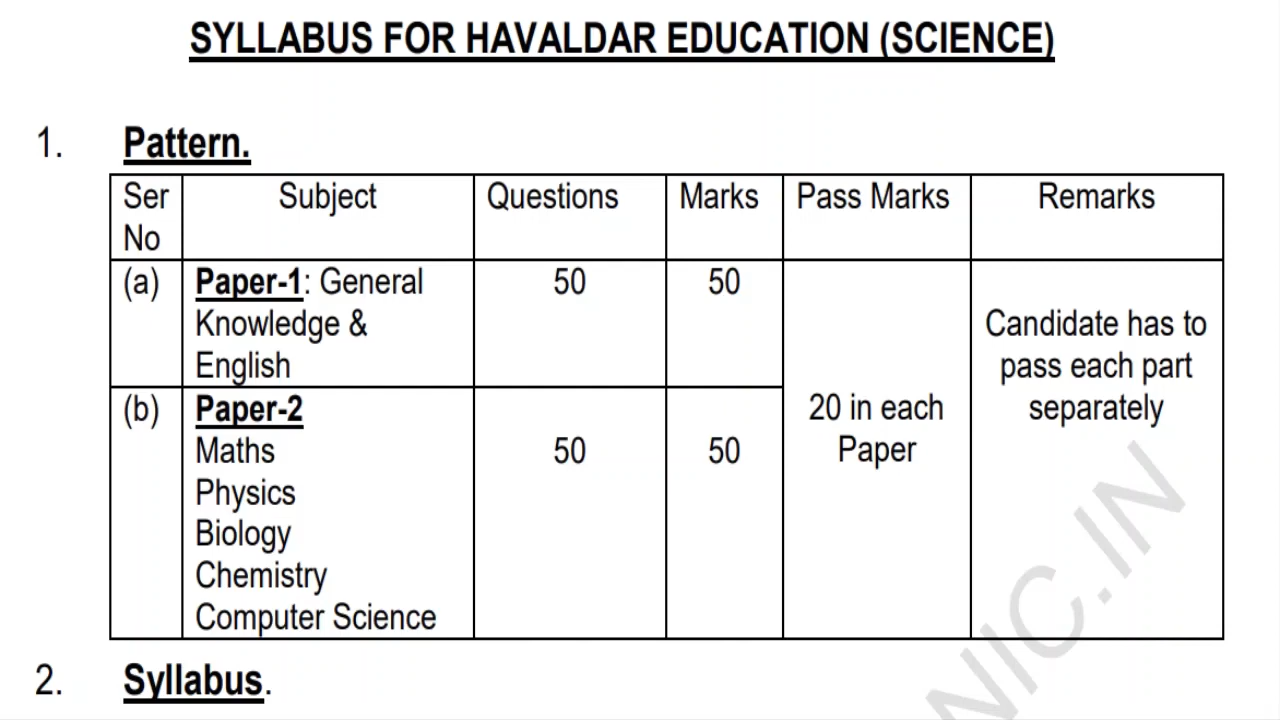 SYLLABUS FOR HAVALDAR EDUCATION (SCIENCE)
1. Pattern.
Ser No Subject Questions Marks Pass Marks Remarks
(a) Paper-1: General Knowledge & English 50 50 20 in each Paper Candidate has to pass each part separately
(b) Paper-2 50 50
Maths
Physics
Biology
Chemistry
Computer Science
2. Syllabus.
NIC.IN